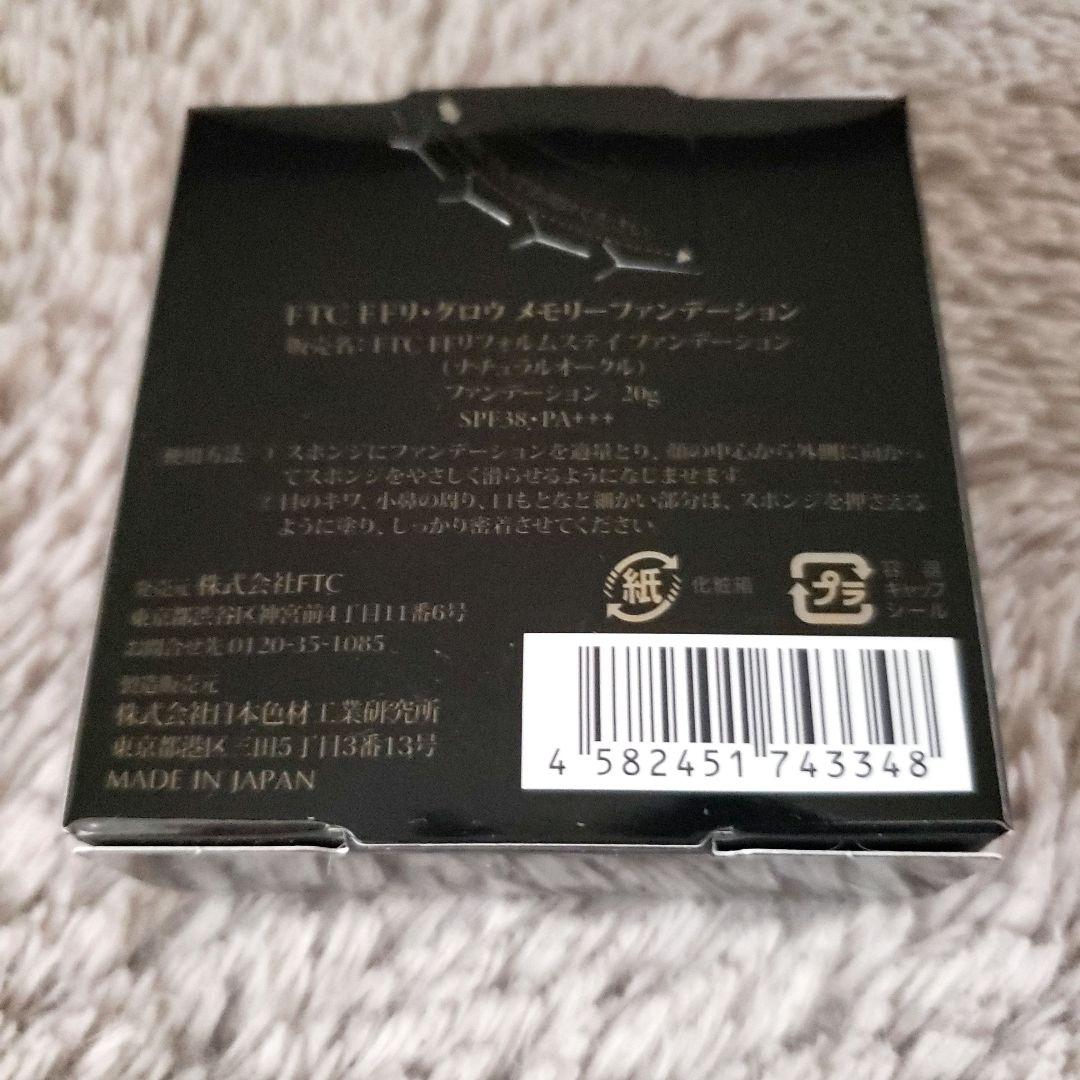 FTC FFリ・グロウ メモリーファンデーション
販売名：FTC FFリフォルムステイ ファンデーション
（ナチュラルオークル）
ファンデーション 20g
SPF38・PA+++
使用方法 1 スポンジにファンデーションを適量とり、顔の中心から外側に向かっ
てスポンジをやさしく滑らせるようになじませます
2 目のキワ、小鼻の周り、口もとなど細かい部分は、スポンジを押さえる
ように塗り、しっかり密着させてください
紙 化粧箱
プラ 容器
キャップ
シール
発売元 株式会社FTC
東京都渋谷区神宮前4丁目11番6号
お問合せ先 0120-35-1085
製造販売元
株式会社日本色材工業研究所
東京都港区三田5丁目3番13号
MADE IN JAPAN
4 582451 743348